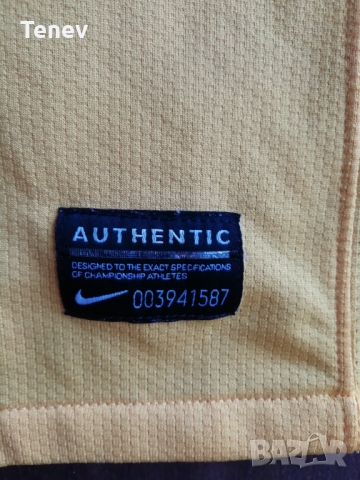 Tenev
AUTHENTIC
DESIGNED TO THE EXACT SPECIFICATIONS
OF CHAMPIONSHIP ATHLETES
003941587
BAZAR